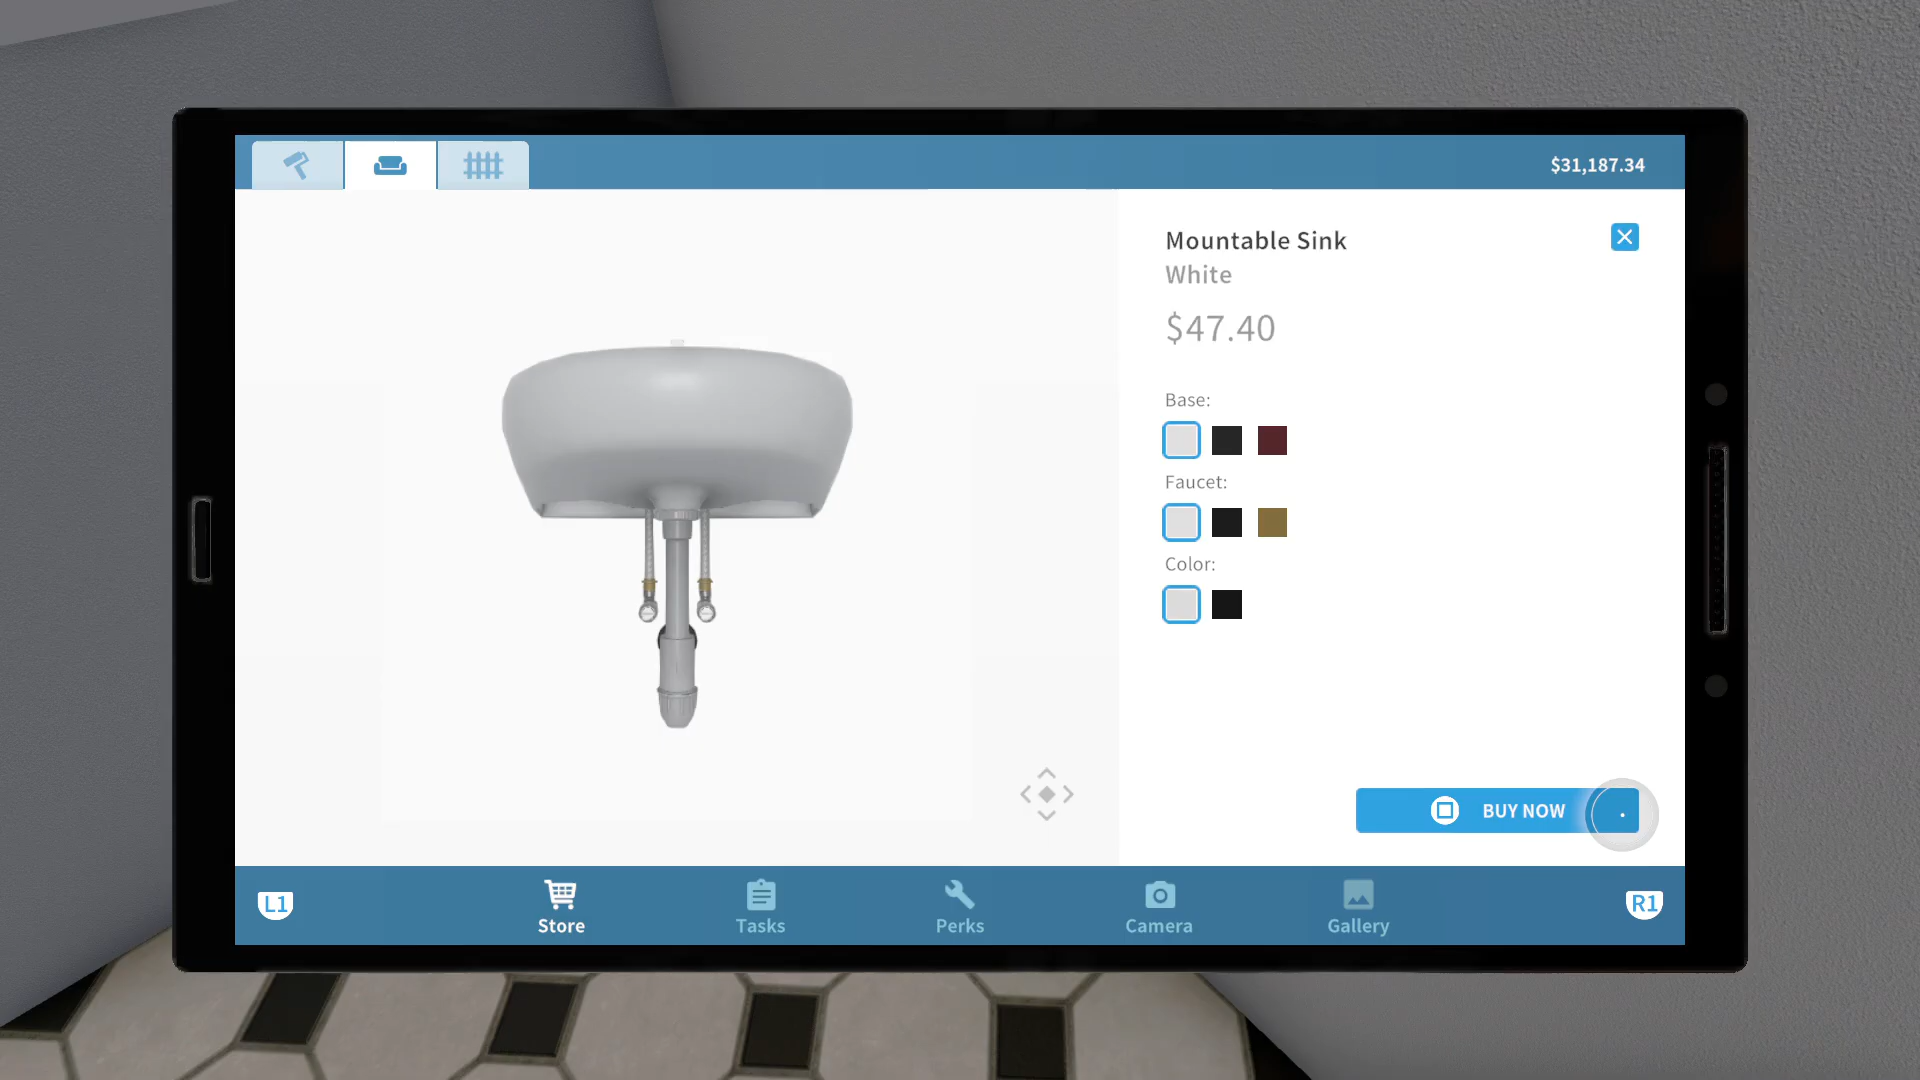 $31,187.34
Mountable Sink
White
$47.40
Base:
Faucet:
Color:
BUY NOW
L1
Store
Tasks
Perks
Camera
Gallery
R1